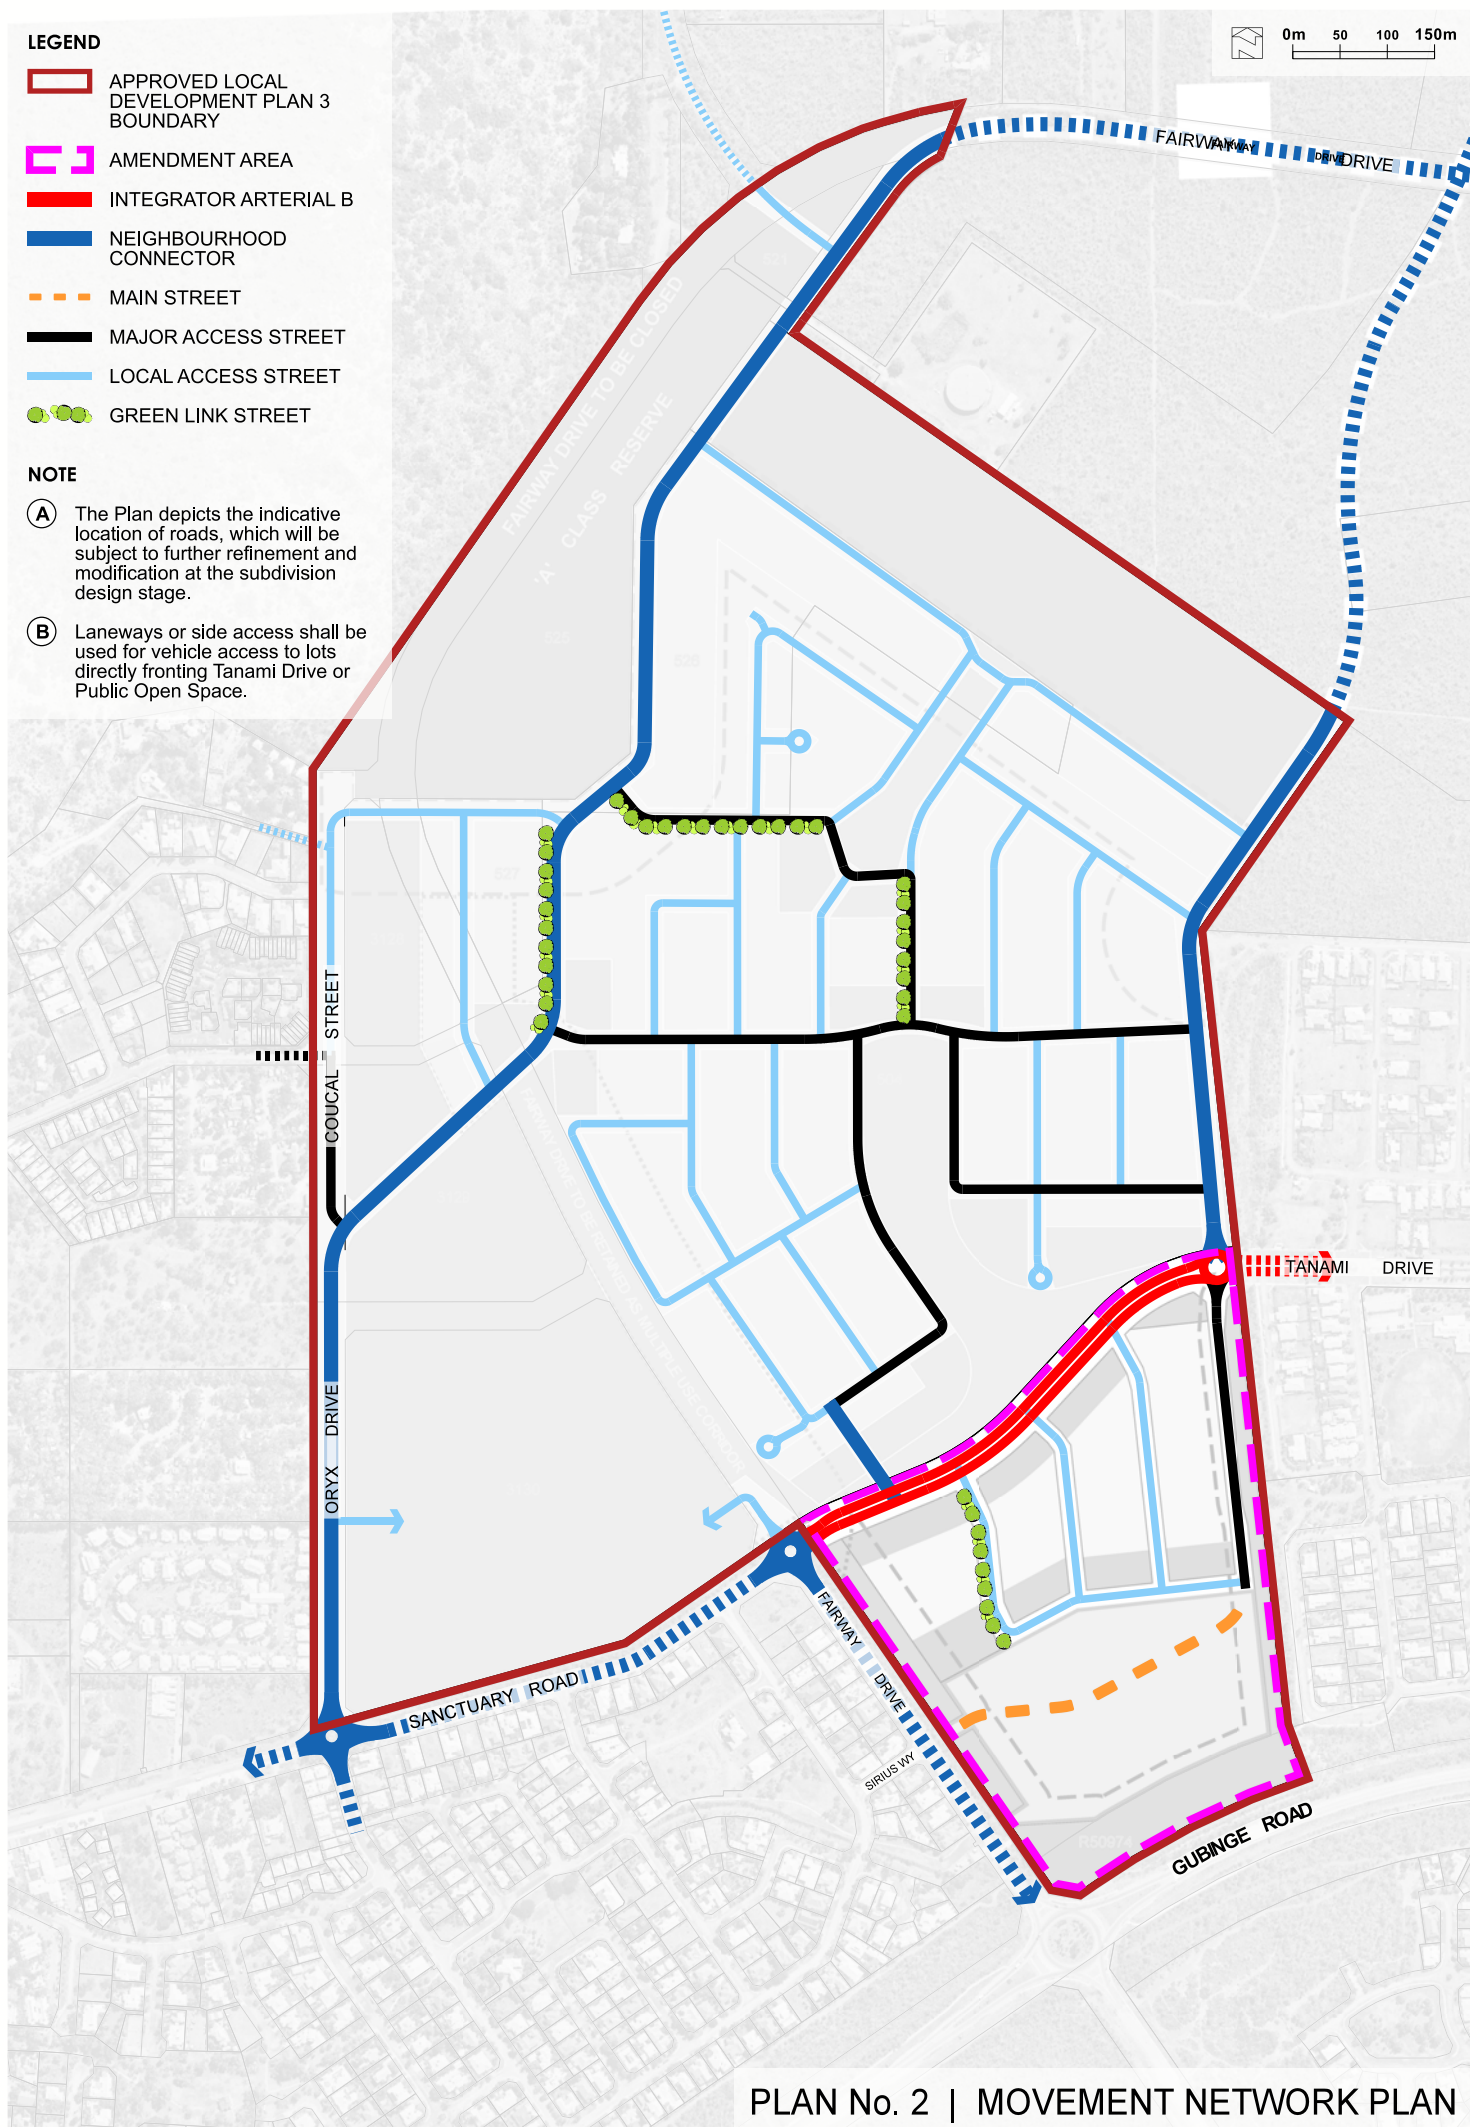 LEGEND
APPROVED LOCAL
DEVELOPMENT PLAN 3
BOUNDARY
AMENDMENT AREA
INTEGRATOR ARTERIAL B
NEIGHBOURHOOD
CONNECTOR
MAIN STREET
MAJOR ACCESS STREET
LOCAL ACCESS STREET
GREEN LINK STREET
NOTE
A The Plan depicts the indicative
location of roads, which will be
subject to further refinement and
modification at the subdivision
design stage.
B Laneways or side access shall be
used for vehicle access to lots
directly fronting Tanami Drive or
Public Open Space.
0m 50 100 150m
FAIRWAY DRIVE
FAIRWAY DRIVE
FAIRWAY DRIVE TO BE CLOSED
'A' CLASS RESERVE
526
527
COUCAL STREET
TANAMI DRIVE
ORYX DRIVE
SANCTUARY ROAD
FAIRWAY DRIVE
SIRIUS WY
GUBINGE ROAD
PLAN No. 2 | MOVEMENT NETWORK PLAN